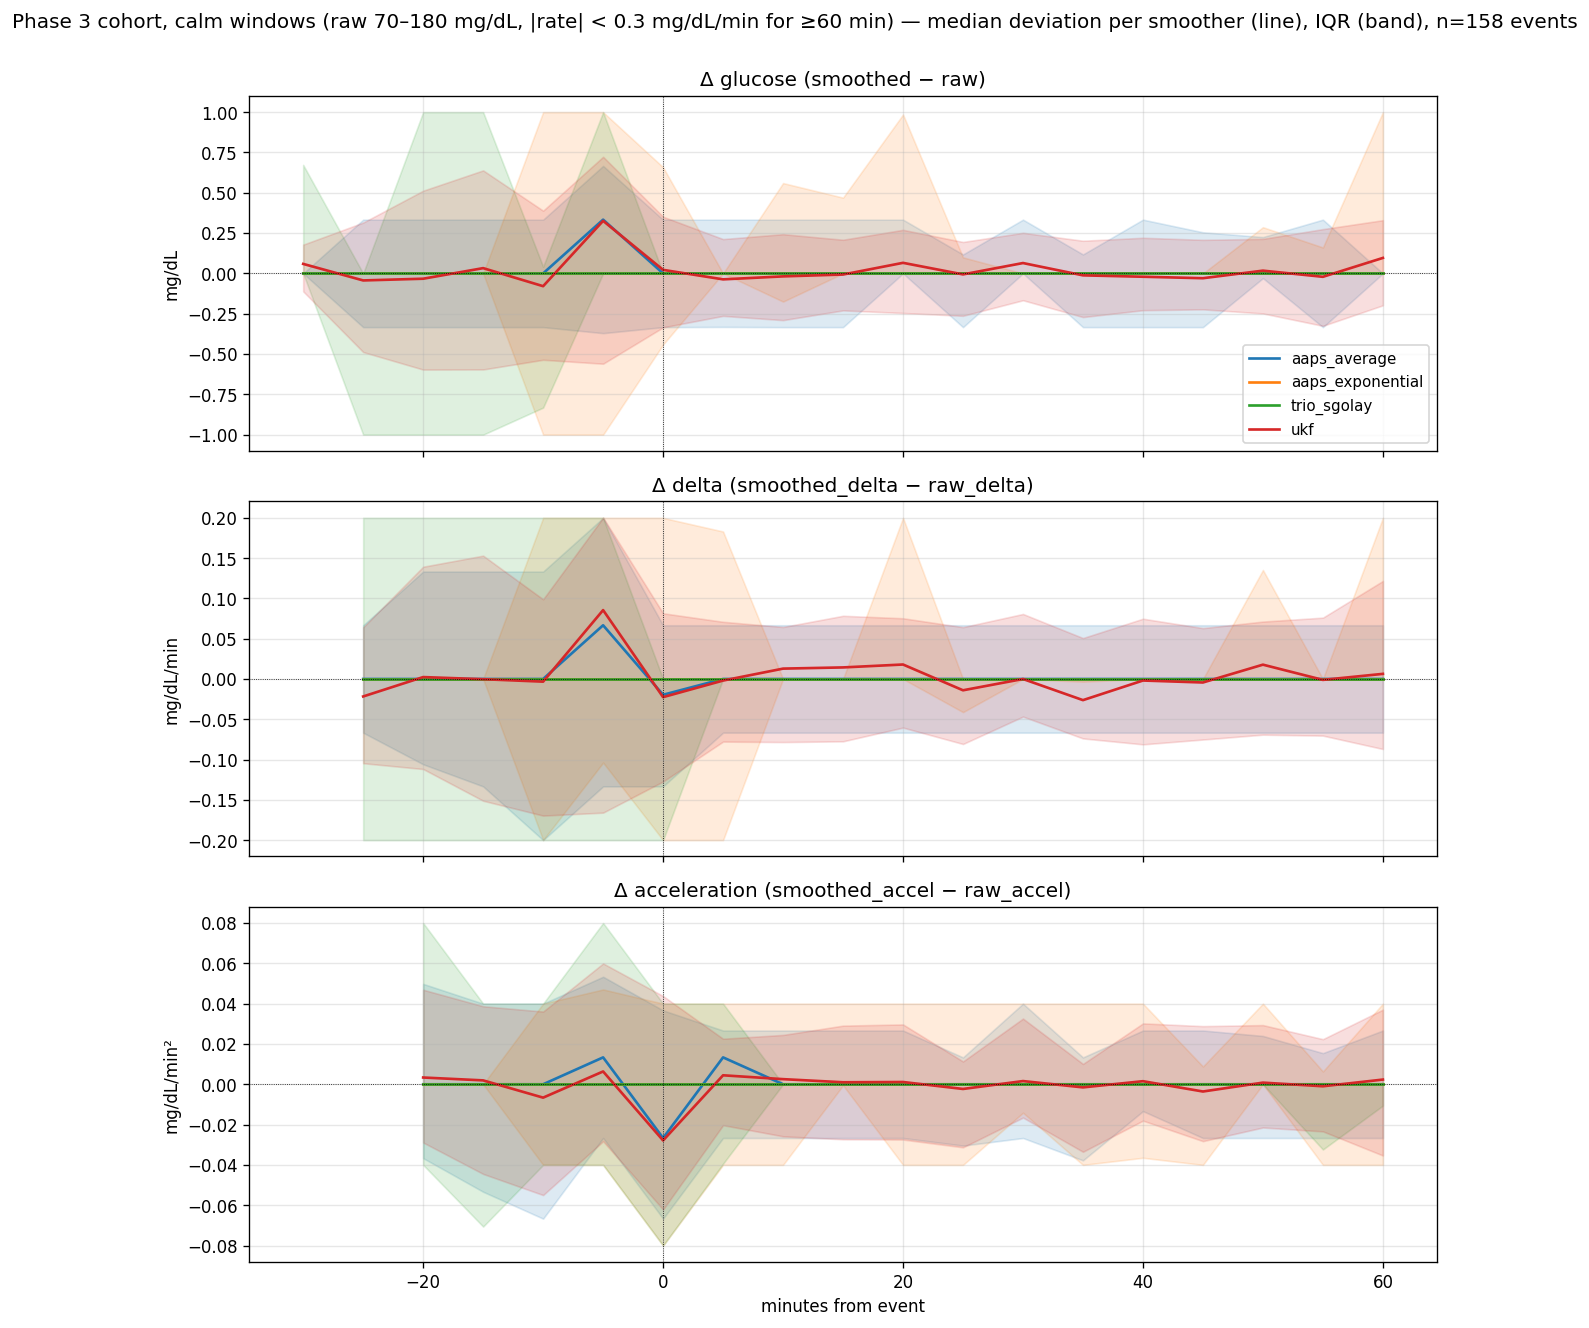 Phase 3 cohort, calm windows (raw 70–180 mg/dL, |rate| < 0.3 mg/dL/min for ≥60 min) — median deviation per smoother (line), IQR (band), n=158 events
Δ glucose (smoothed − raw)
1.00
0.75
0.50
0.25
0.00
−0.25
−0.50
−0.75
−1.00
mg/dL
aaps_average
aaps_exponential
trio_sgolay
ukf
Δ delta (smoothed_delta − raw_delta)
0.20
0.15
0.10
0.05
0.00
−0.05
−0.10
−0.15
−0.20
mg/dL/min
Δ acceleration (smoothed_accel − raw_accel)
0.08
0.06
0.04
0.02
0.00
−0.02
−0.04
−0.06
−0.08
mg/dL/min²
−20 0 20 40 60
minutes from event